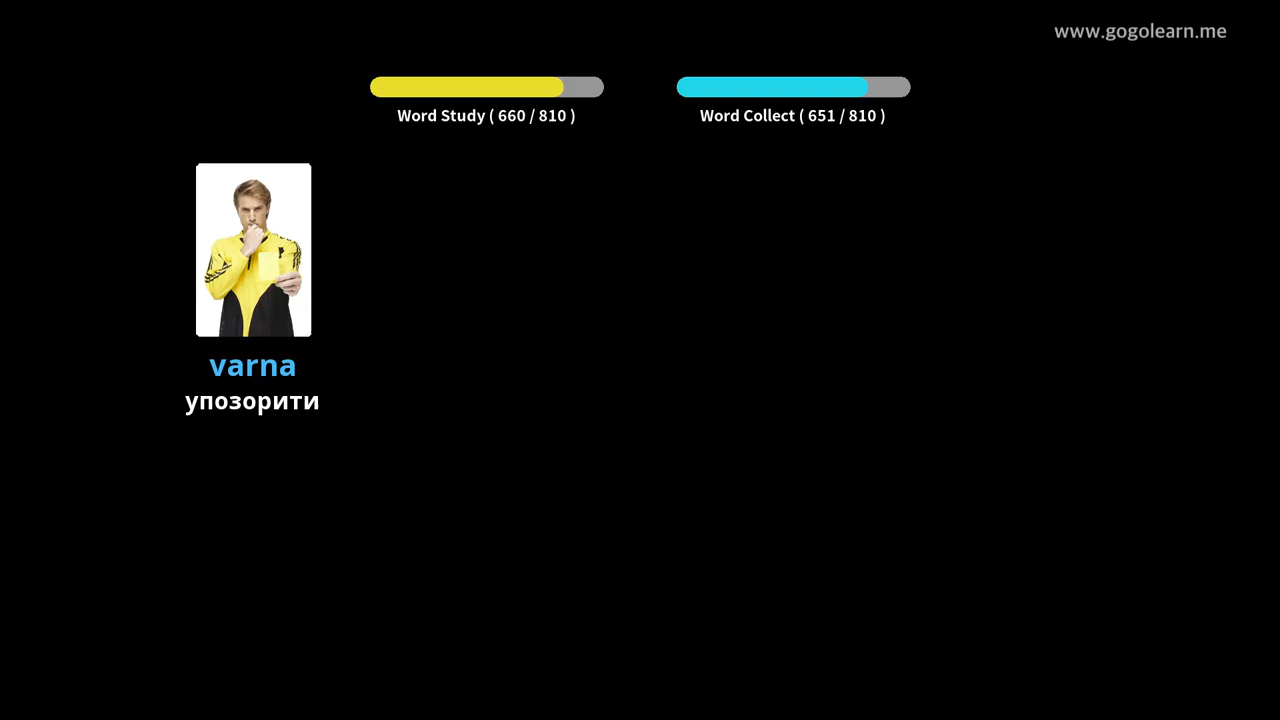 www.gogolearn.me
Word Study ( 660 / 810 )
Word Collect ( 651 / 810 )
varna
упозорити